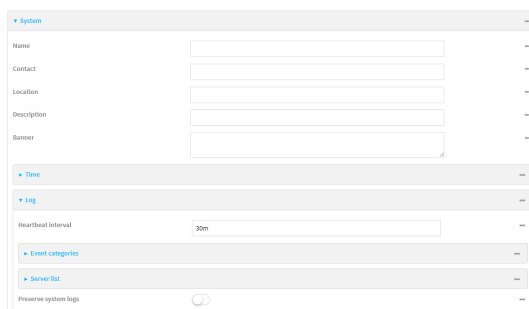 System
Name
Contact
Location
Description
Banner
Time
Log
Heartbeat interval
30m
Event categories
Server list
Preserve system logs